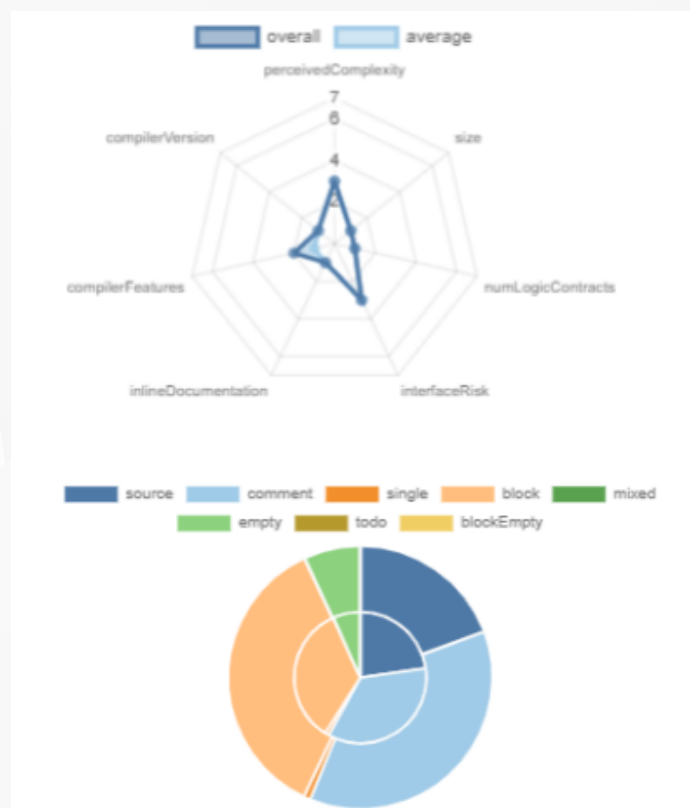 overall average
perceivedComplexity
7
6
compilerVersion size
4
2
compilerFeatures numLogicContracts
inlineDocumentation interfaceRisk
source comment single block mixed
empty todo blockEmpty